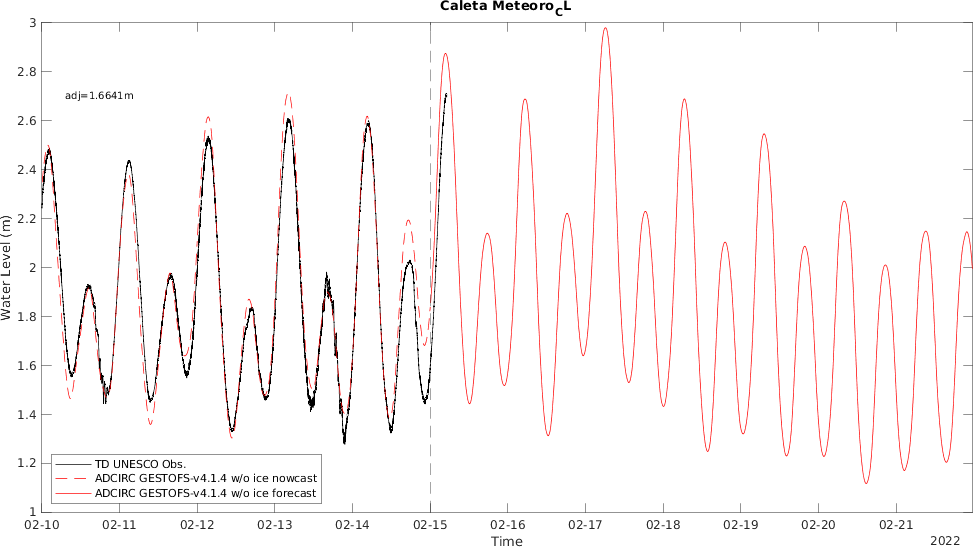 Caleta Meteoro_CL
3
2.8
adj=1.6641m
2.6
2.4
2.2
2
1.8
1.6
1.4
1.2
1
Water Level (m)
TD UNESCO Obs.
ADCIRC GESTOFS-v4.1.4 w/o ice nowcast
ADCIRC GESTOFS-v4.1.4 w/o ice forecast
02-10 02-11 02-12 02-13 02-14 02-15 02-16 02-17 02-18 02-19 02-20 02-21
Time
2022